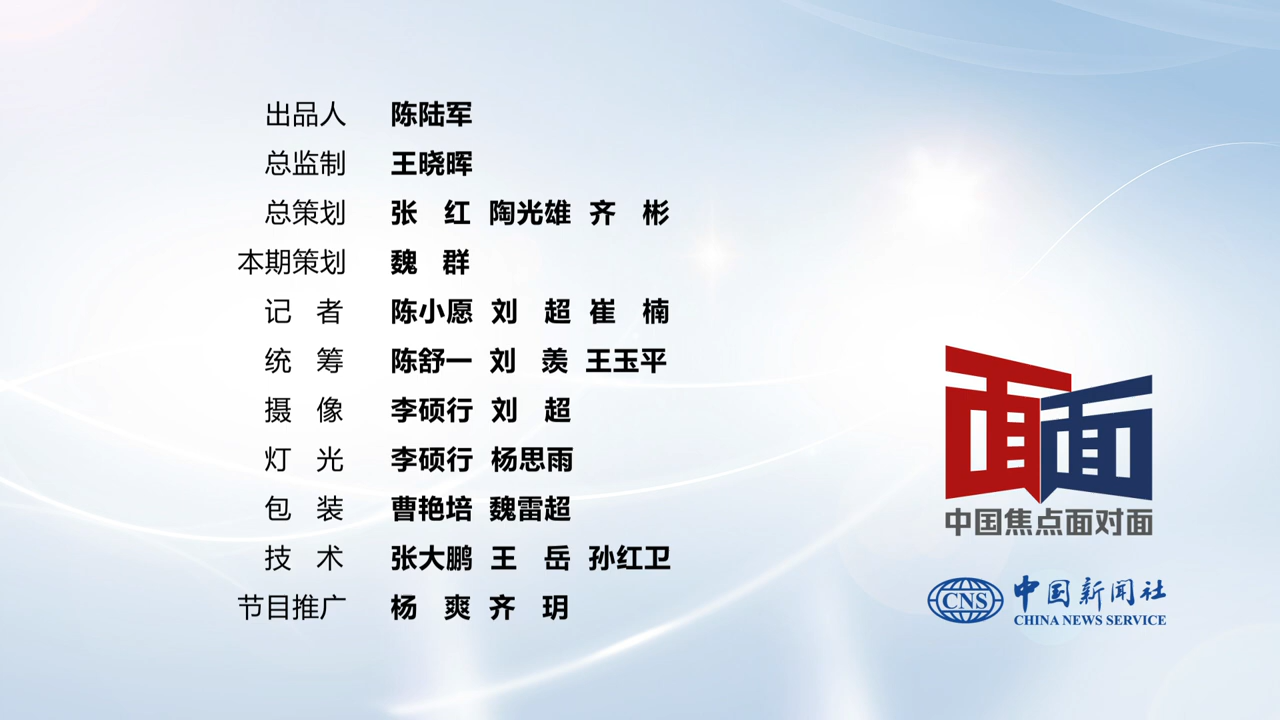 出品人 陈陆军
总监制 王晓晖
总策划 张 红 陶光雄 齐 彬
本期策划 魏 群
记 者 陈小愿 刘 超 崔 楠
统 筹 陈舒一 刘 羡 王玉平
摄 像 李硕行 刘 超
灯 光 李硕行 杨思雨
包 装 曹艳培 魏雷超
技 术 张大鹏 王 岳 孙红卫
节目推广 杨 爽 齐 玥
面面
中国焦点面对面
CNS 中国新闻社
CHINA NEWS SERVICE